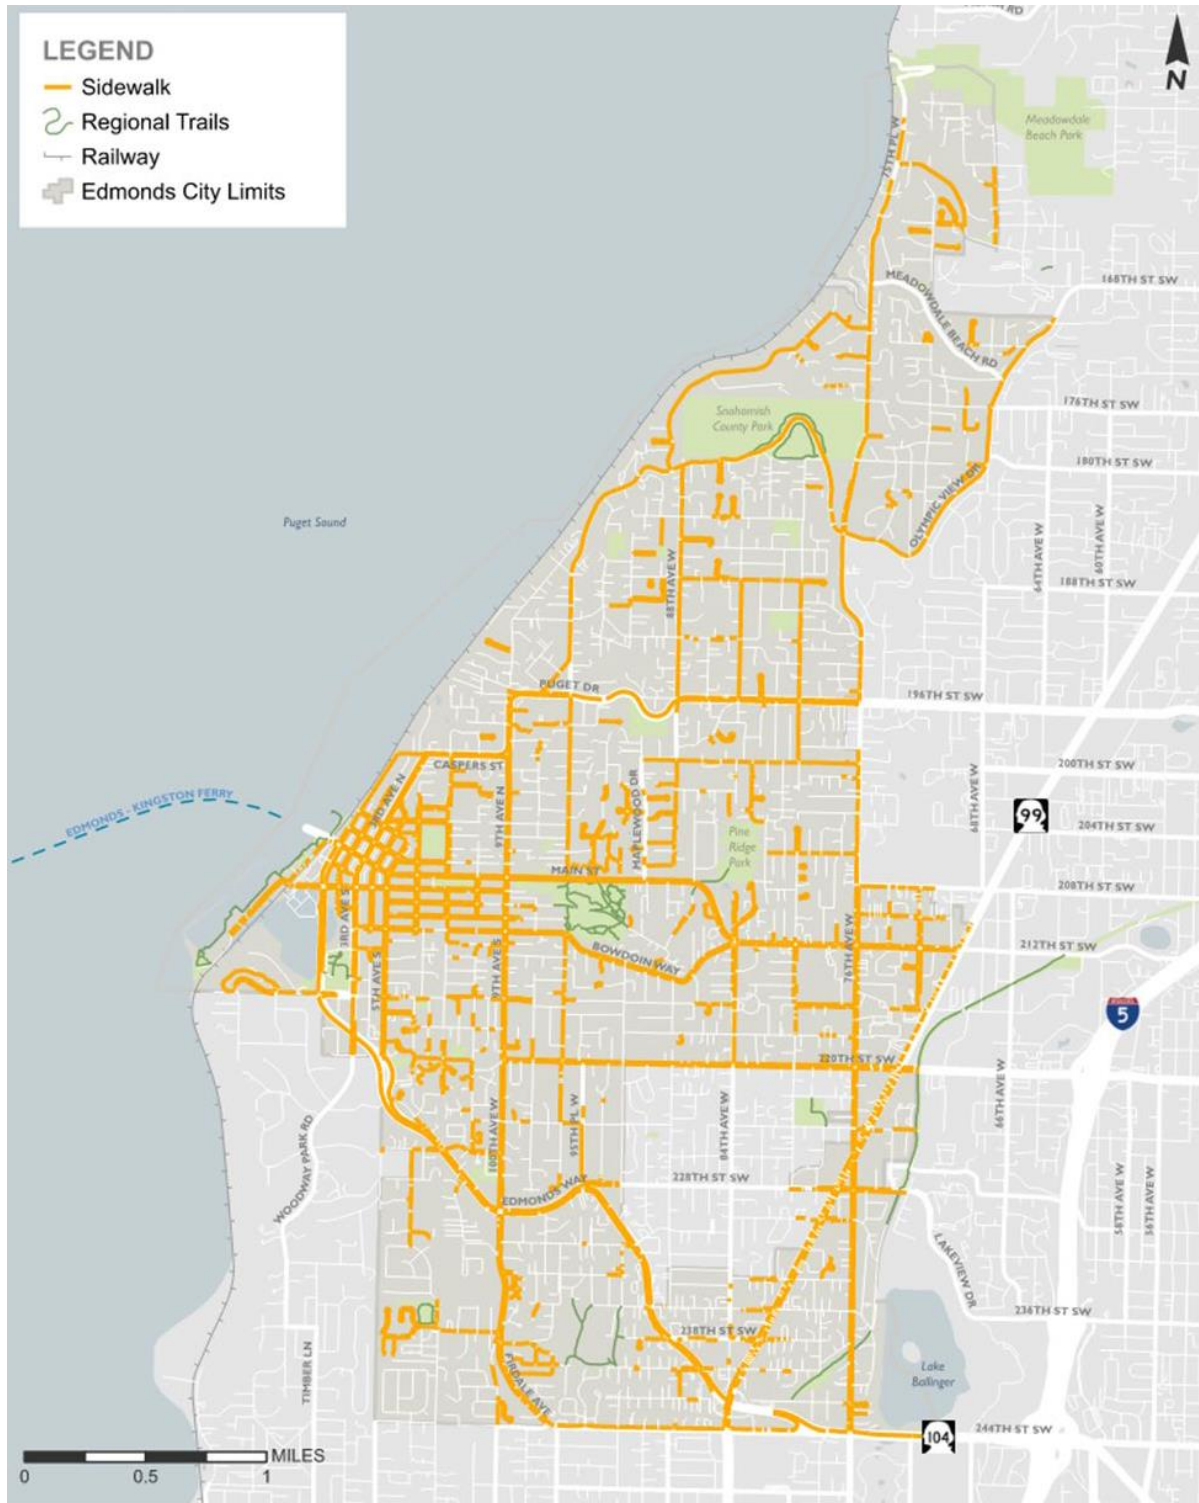 LEGEND
Sidewalk
Regional Trails
Railway
Edmonds City Limits
N
75TH PL W
Meadowdale
Beach Park
168TH ST SW
MEADOWDALE BEACH RD
176TH ST SW
Snohomish
County Park
180TH ST SW
OLYMPIC VIEW DR
Puget Sound
64TH AVE W
60TH AVE W
88TH AVE W
188TH ST SW
PUGET DR
196TH ST SW
CASPERS ST
200TH ST SW
3RD AVE N
68TH AVE W
EDMONDS - KINGSTON FERRY
9TH AVE N
MAPLEWOOD DR
99
204TH ST SW
Pine
Ridge
Park
MAIN ST
208TH ST SW
3RD AVE S
76TH AVE W
212TH ST SW
BOWDOIN WAY
5TH AVE S
9TH AVE S
5
220TH ST SW
66TH AVE W
WOODWAY PARK RD
100TH AVE W
95TH PL W
84TH AVE W
228TH ST SW
58TH AVE W
56TH AVE W
EDMONDS WAY
LAKEVIEW DR
236TH ST SW
238TH ST SW
TIMBER LN
FIRDALE AVE
Lake
Ballinger
104
244TH ST SW
MILES
0 0.5 1